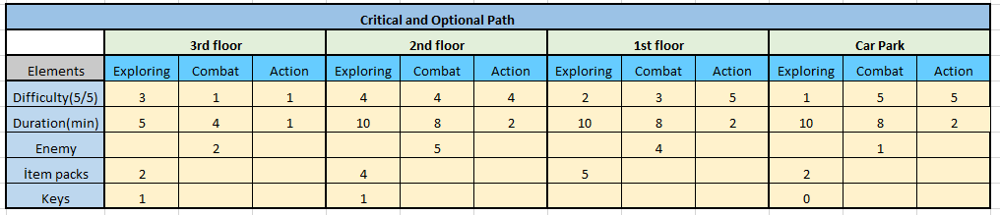 Critical and Optional Path
3rd floor 2nd floor 1st floor Car Park
Elements Exploring Combat Action Exploring Combat Action Exploring Combat Action Exploring Combat Action
Difficulty(5/5) 3 1 1 4 4 4 2 3 5 1 5 5
Duration(min) 5 4 1 10 8 2 10 8 2 10 8 2
Enemy 2 5 4 1
İtem packs 2 4 5 2
Keys 1 1 0